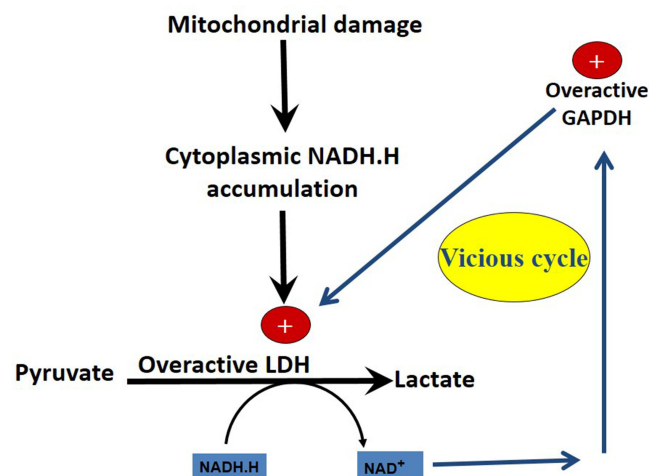 Mitochondrial damage
+
Overactive
GAPDH
Cytoplasmic NADH.H
accumulation
Vicious cycle
+
Pyruvate
Overactive LDH
Lactate
NADH.H
NAD⁺